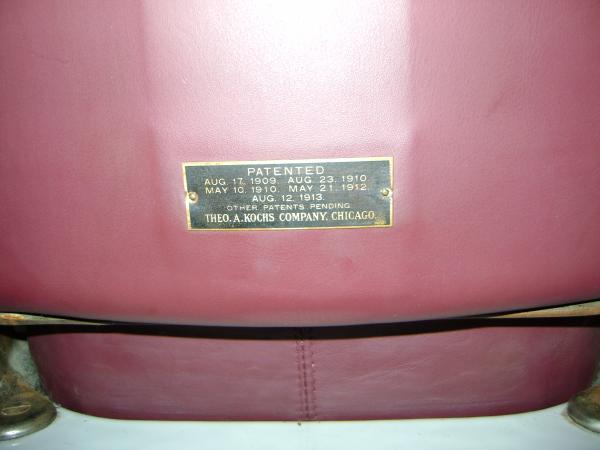 PATENTED
AUG. 17. 1909. AUG. 23. 1910.
MAY 10. 1910. MAY 21. 1912.
AUG. 12. 1913.
OTHER PATENTS PENDING
THEO. A. KOCHS COMPANY, CHICAGO.